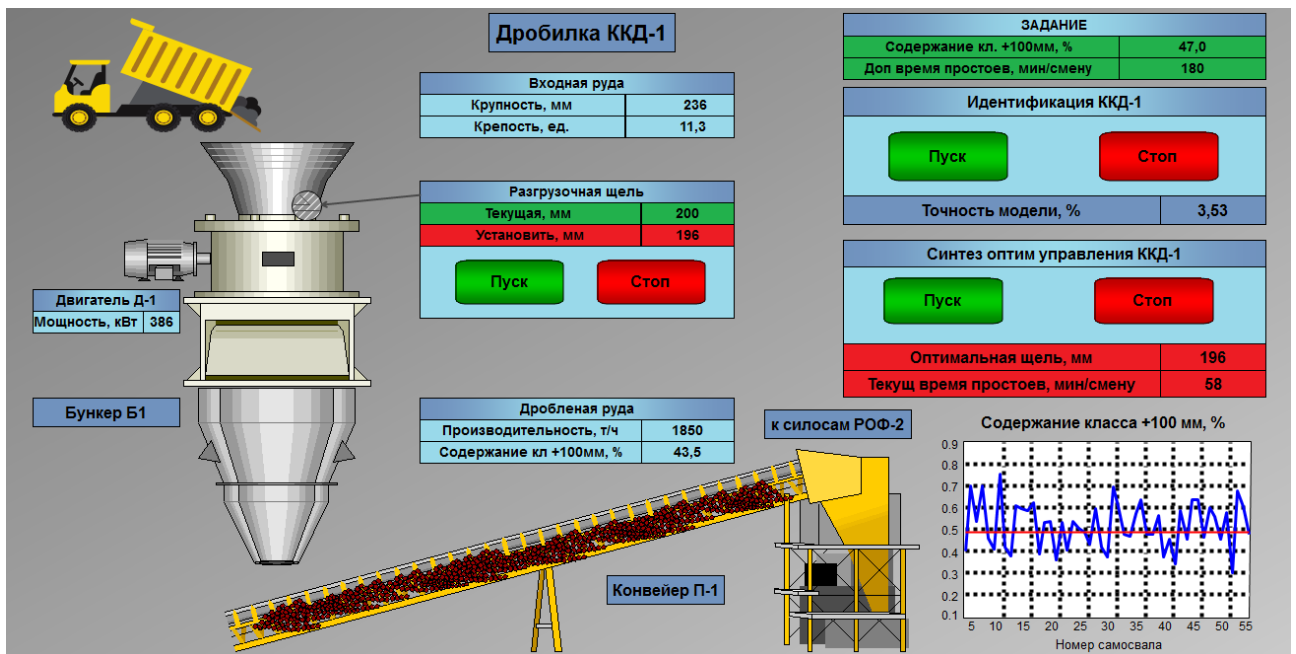 Дробилка ККД-1
Входная руда
Крупность, мм 236
Крепость, ед. 11,3
Разгрузочная щель
Текущая, мм 200
Установить, мм 196
Пуск Стоп
Двигатель Д-1
Мощность, кВт 386
Бункер Б1
Дробленая руда
Производительность, т/ч 1850
Содержание кл +100мм, % 43,5
к силосам РОФ-2
Конвейер П-1
ЗАДАНИЕ
Содержание кл. +100мм, % 47,0
Доп время простоев, мин/смену 180
Идентификация ККД-1
Пуск Стоп
Точность модели, % 3,53
Синтез оптим управления ККД-1
Пуск Стоп
Оптимальная щель, мм 196
Текущ время простоев, мин/смену 58
Содержание класса +100 мм, %
0.9
0.8
0.7
0.6
0.5
0.4
0.3
0.2
0.1
5 10 15 20 25 30 35 40 45 50 55
Номер самосвала